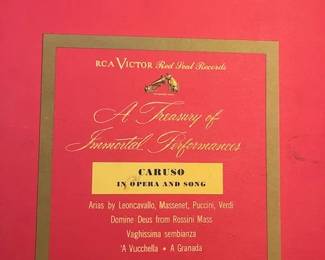 RCA VICTOR Red Seal Records
A Treasury of
Immortal Performances
CARUSO
IN OPERA AND SONG
Arias by Leoncavallo, Massenet, Puccini, Verdi
Domine Deus from Rossini Mass
Vaghissima sembianza
'A Vucchella • A Granada